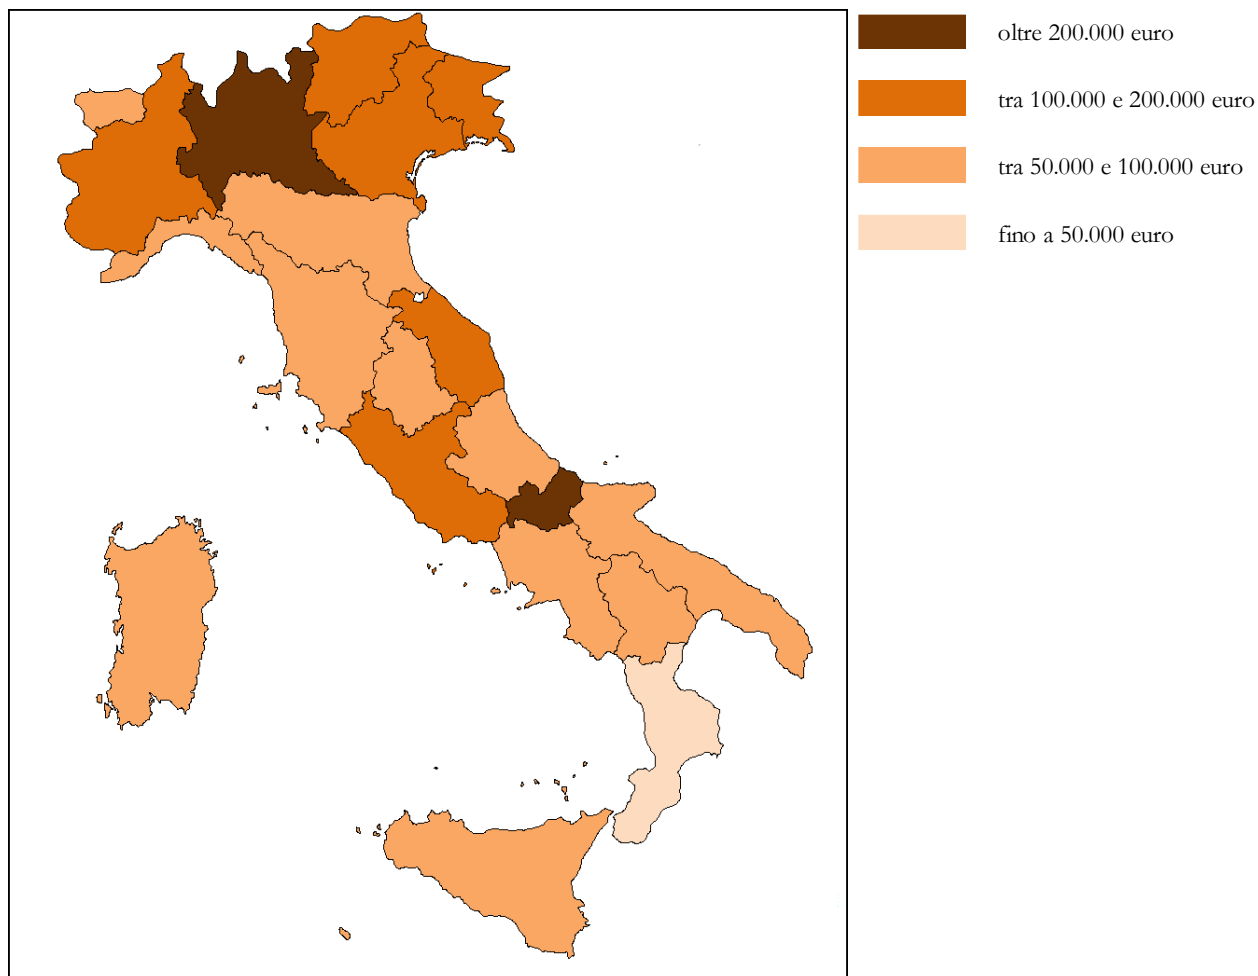 oltre 200.000 euro
tra 100.000 e 200.000 euro
tra 50.000 e 100.000 euro
fino a 50.000 euro